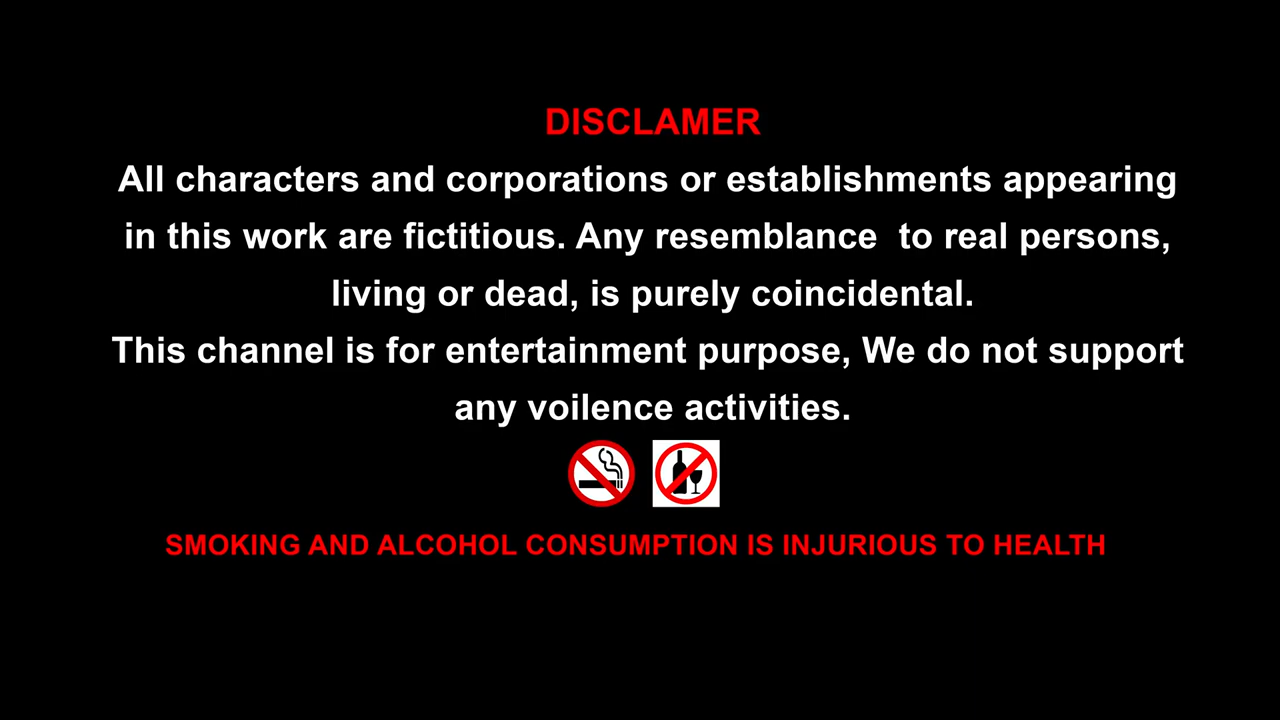 DISCLAMER
All characters and corporations or establishments appearing
in this work are fictitious. Any resemblance  to real persons,
living or dead, is purely coincidental.
This channel is for entertainment purpose, We do not support
any voilence activities.
SMOKING AND ALCOHOL CONSUMPTION IS INJURIOUS TO HEALTH